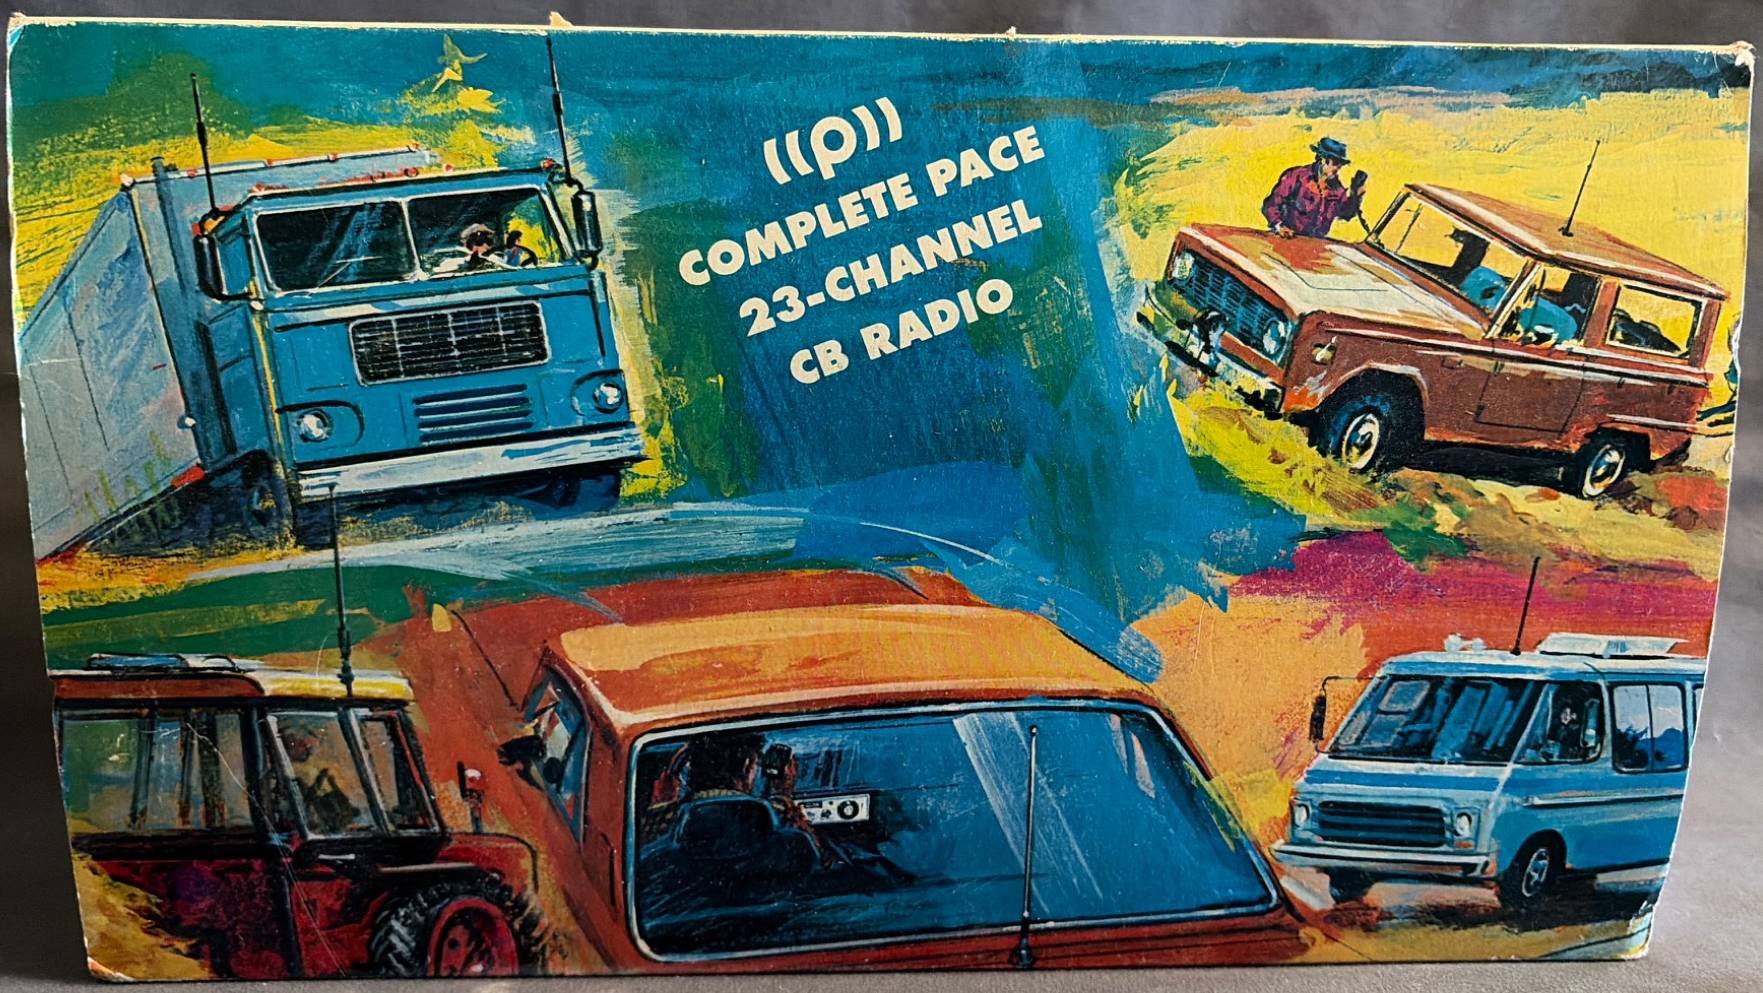 ((p))
COMPLETE PACE
23-CHANNEL
CB RADIO